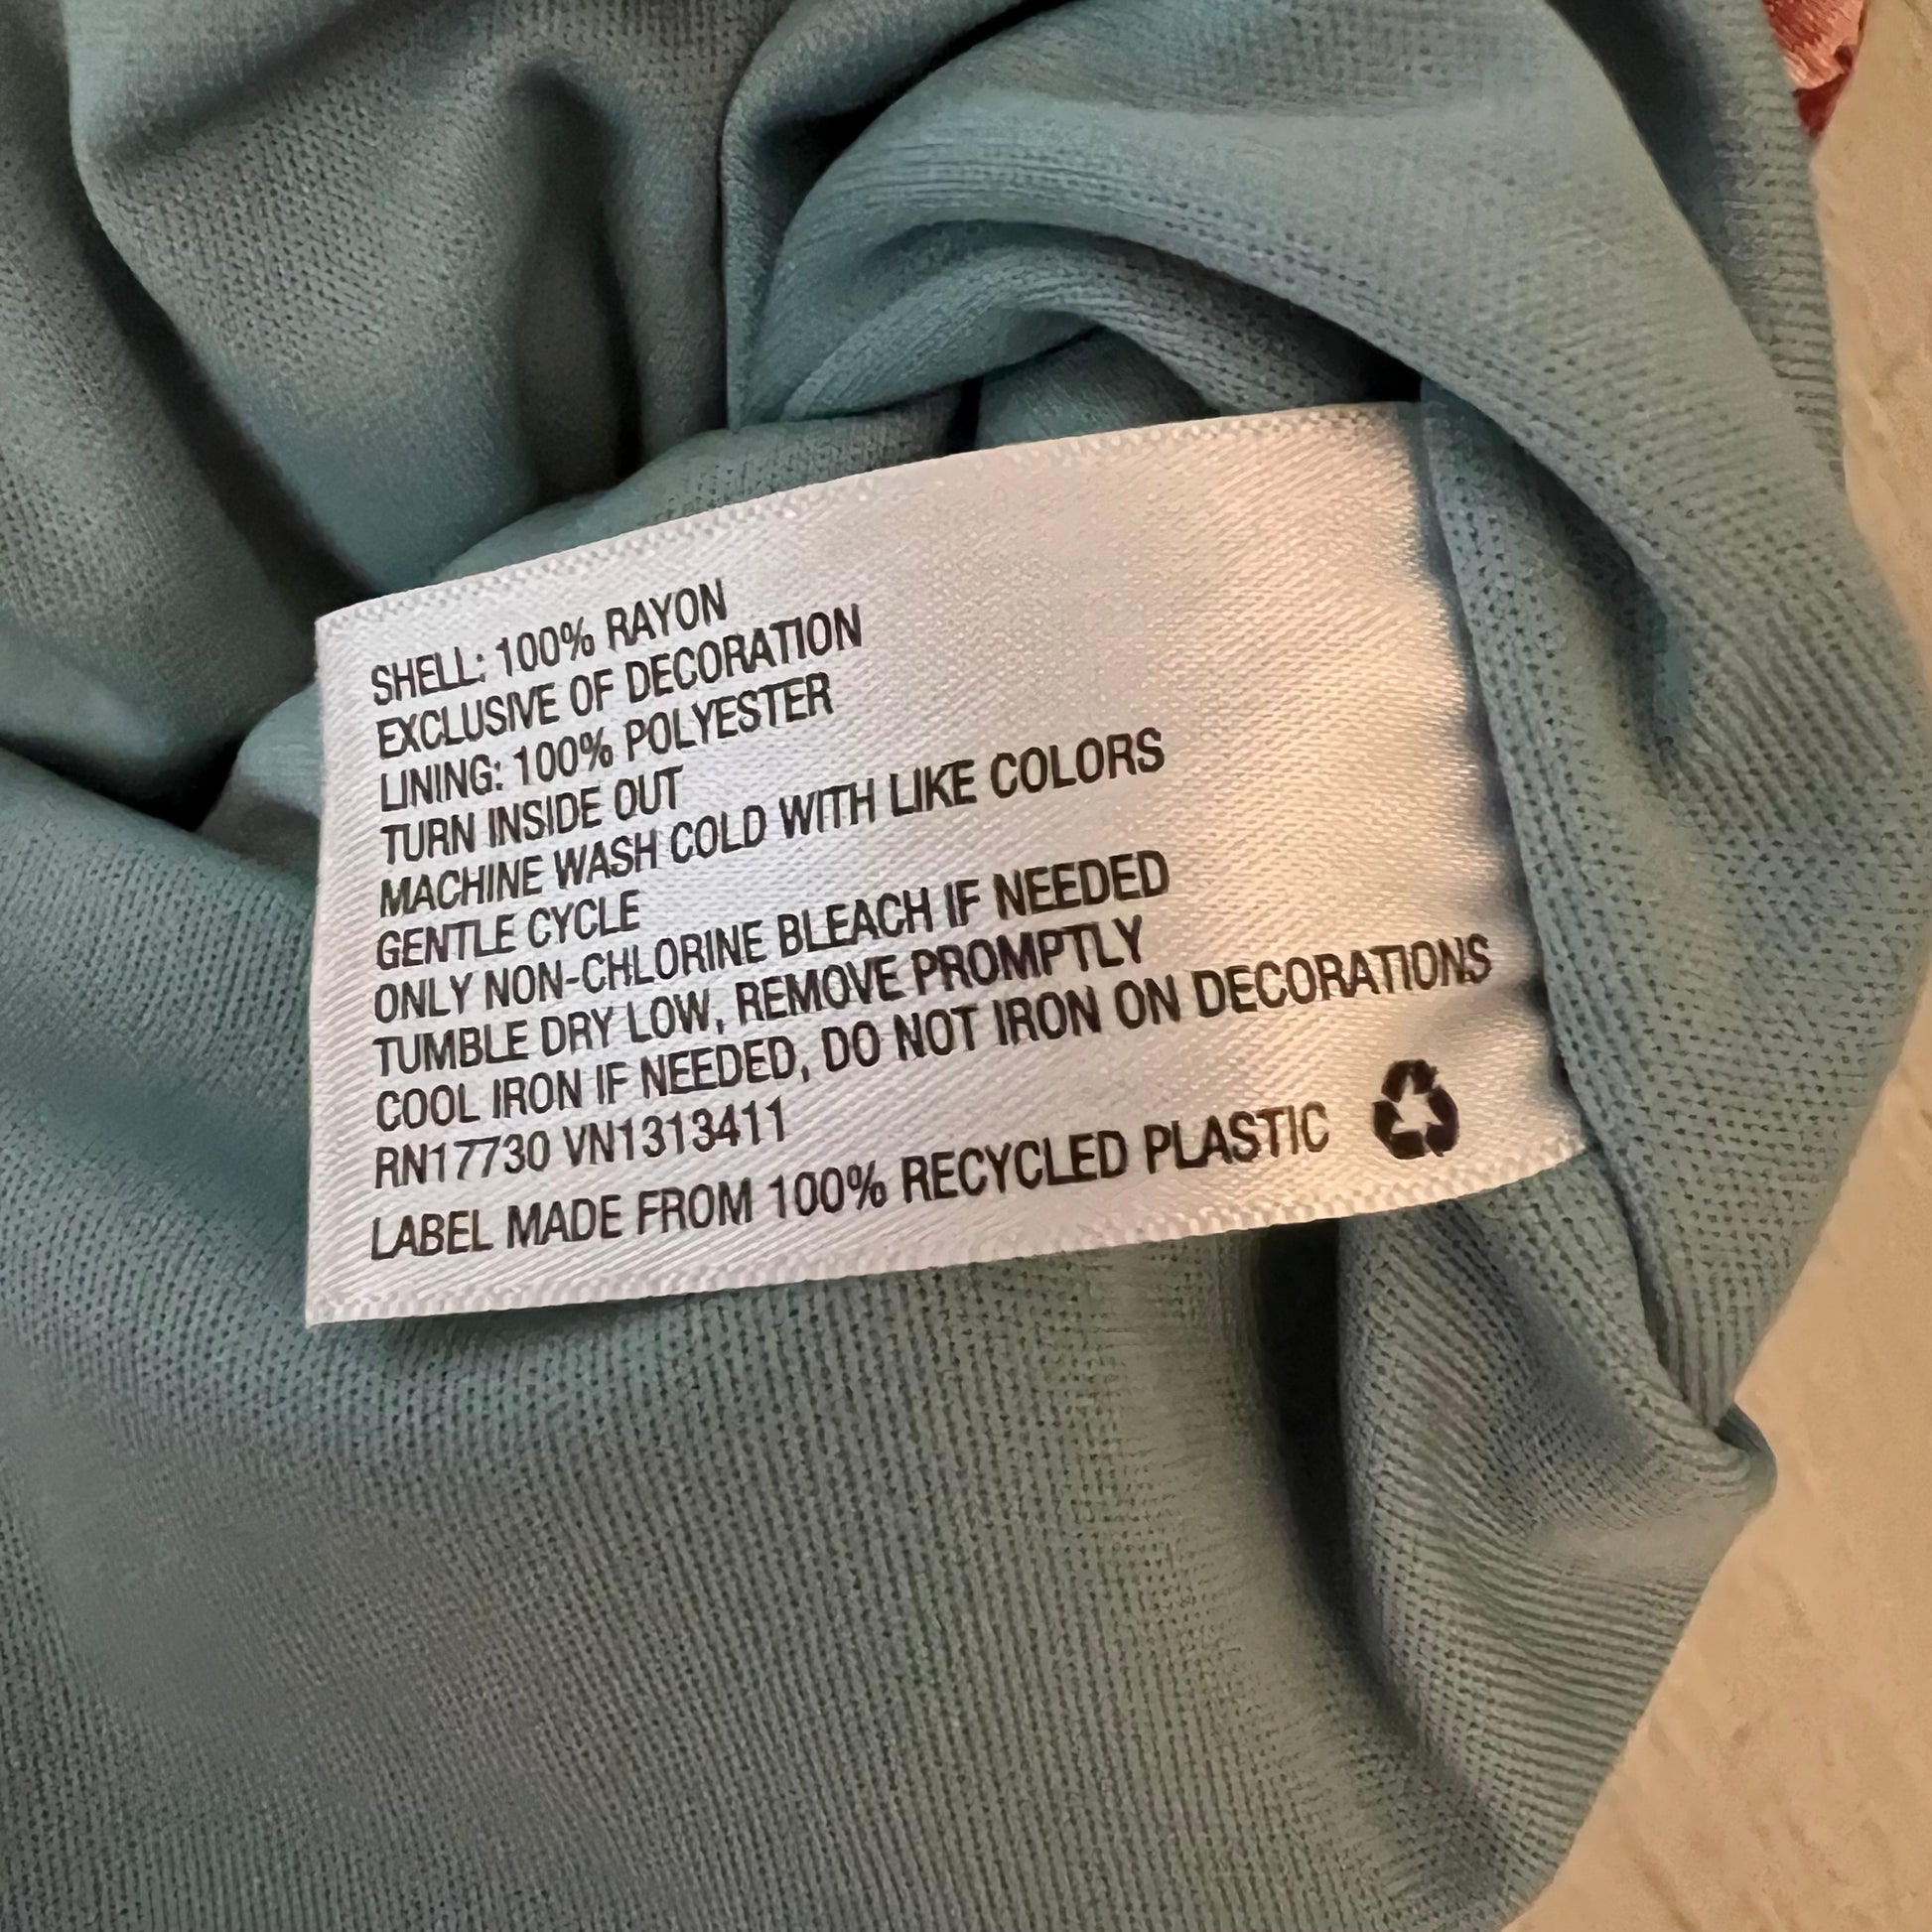 SHELL: 100% RAYON
EXCLUSIVE OF DECORATION
LINING: 100% POLYESTER
TURN INSIDE OUT
MACHINE WASH COLD WITH LIKE COLORS
GENTLE CYCLE
ONLY NON-CHLORINE BLEACH IF NEEDED
TUMBLE DRY LOW, REMOVE PROMPTLY
COOL IRON IF NEEDED, DO NOT IRON ON DECORATIONS
RN17730 VN1313411
LABEL MADE FROM 100% RECYCLED PLASTIC